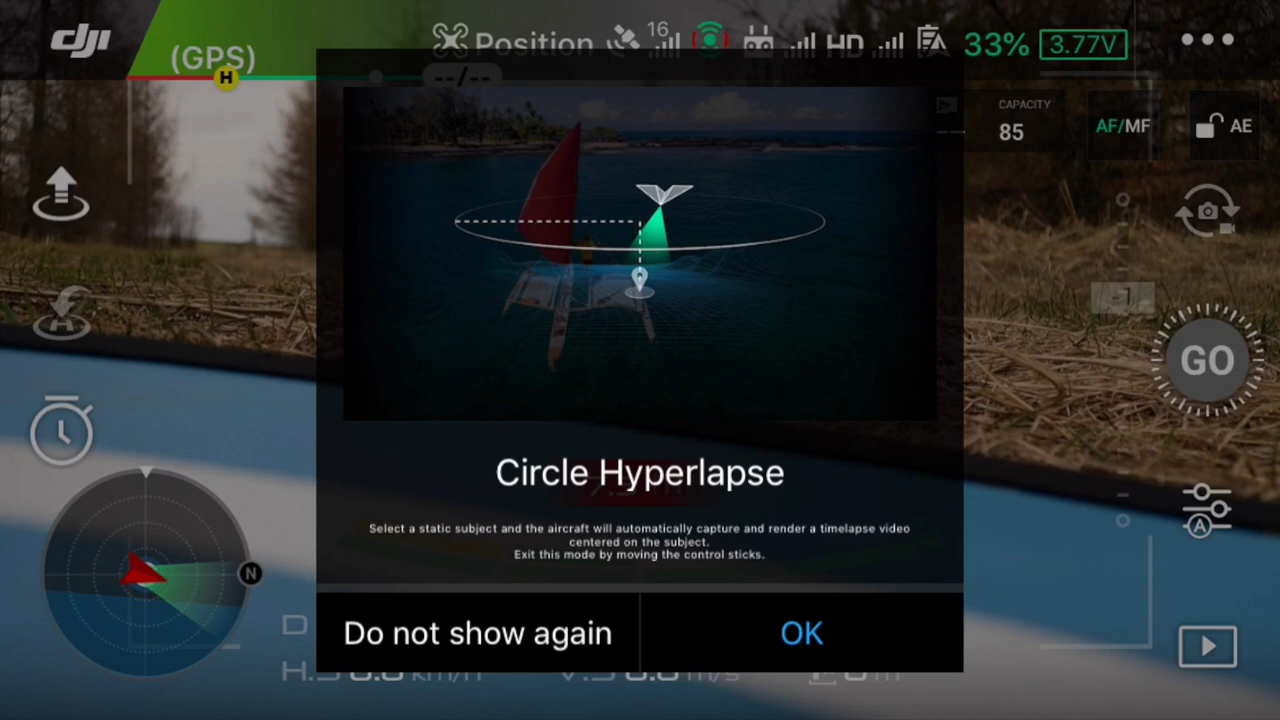 dji
(GPS)
Position
16
HD
33%
3.77V
H
--/--
CAPACITY
85
AF/MF
AE
GO
Circle Hyperlapse
Select a static subject and the aircraft will automatically capture and render a timelapse video
centered on the subject.
Exit this mode by moving the control sticks.
N
A
Do not show again
OK
D